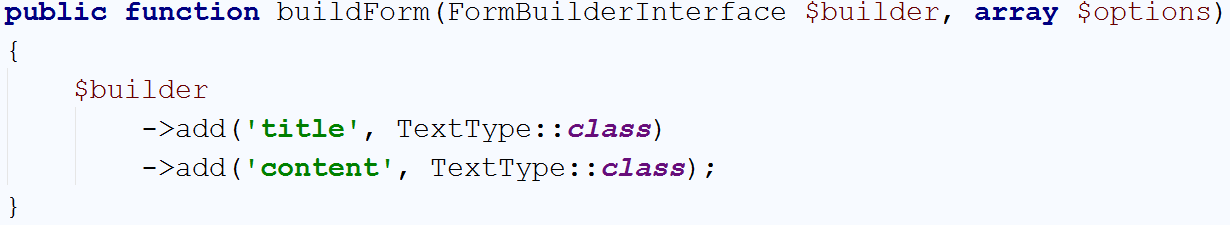 public function buildForm(FormBuilderInterface $builder, array $options)
{
    $builder
        ->add('title', TextType::class)
        ->add('content', TextType::class);
}